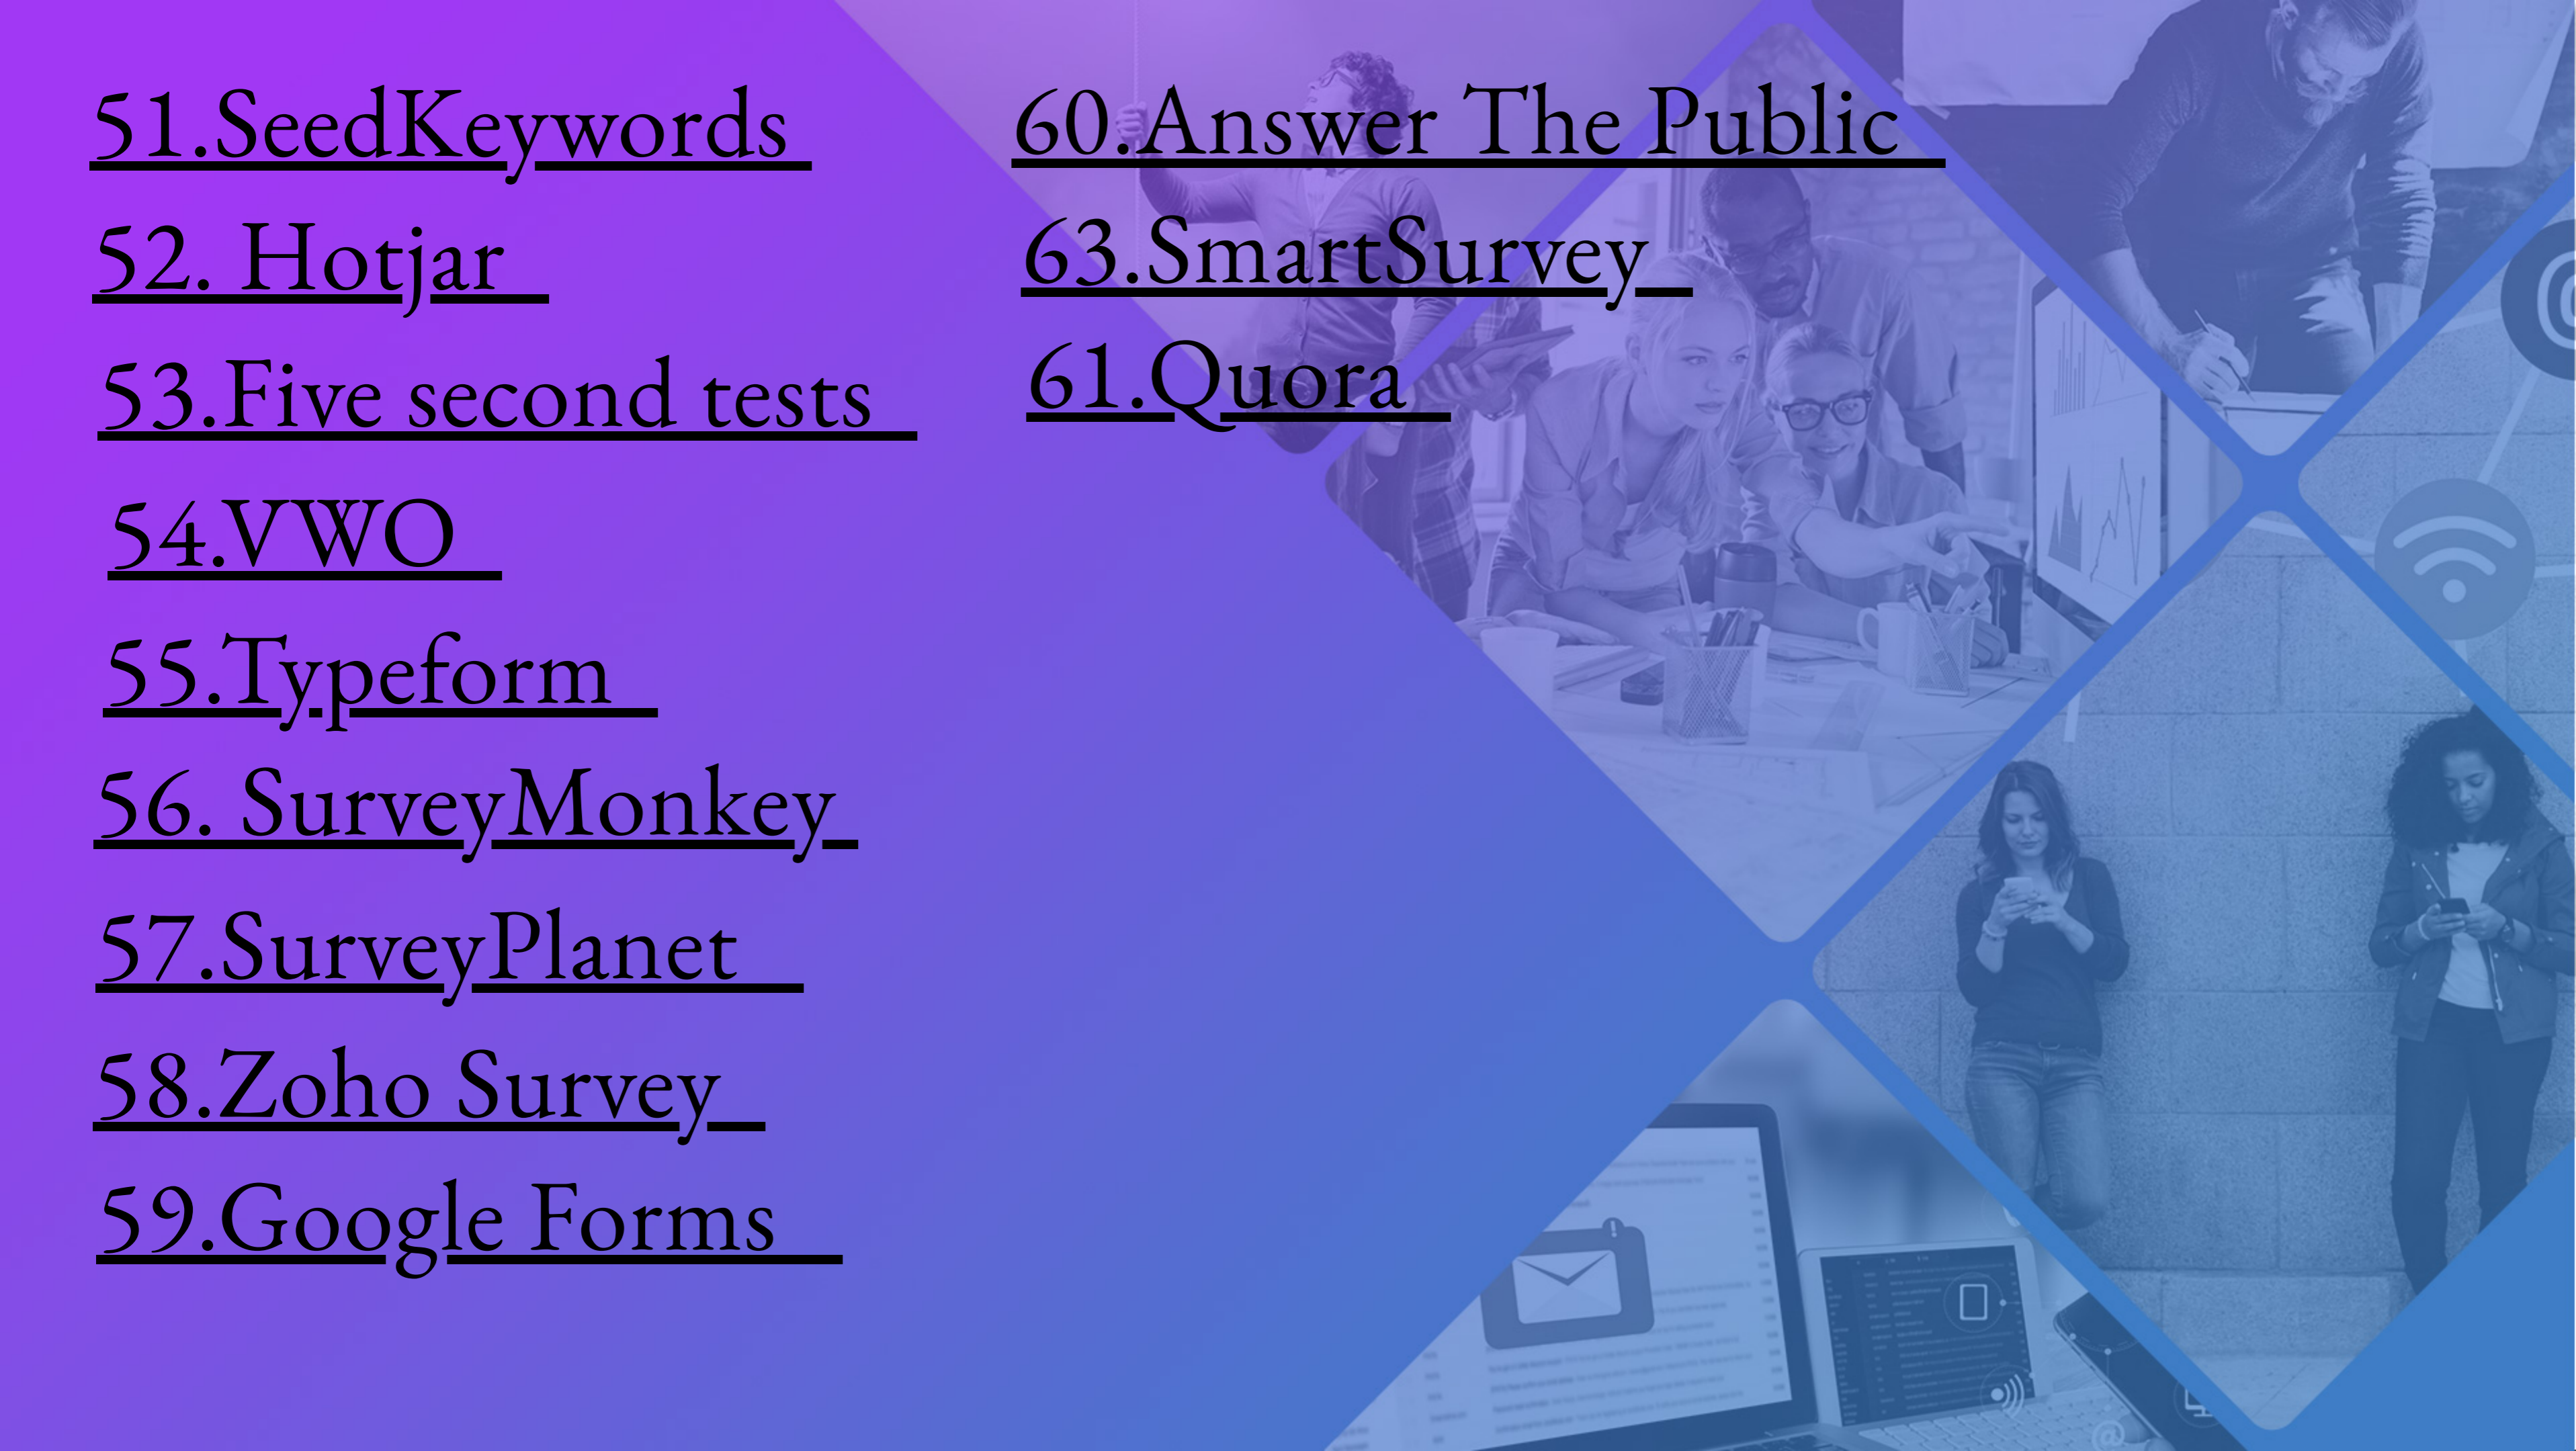 51.SeedKeywords
52. Hotjar
53.Five second tests
54.VWO
55.Typeform
56. SurveyMonkey
57.SurveyPlanet
58.Zoho Survey
59.Google Forms
60.Answer The Public
63.SmartSurvey
61.Quora